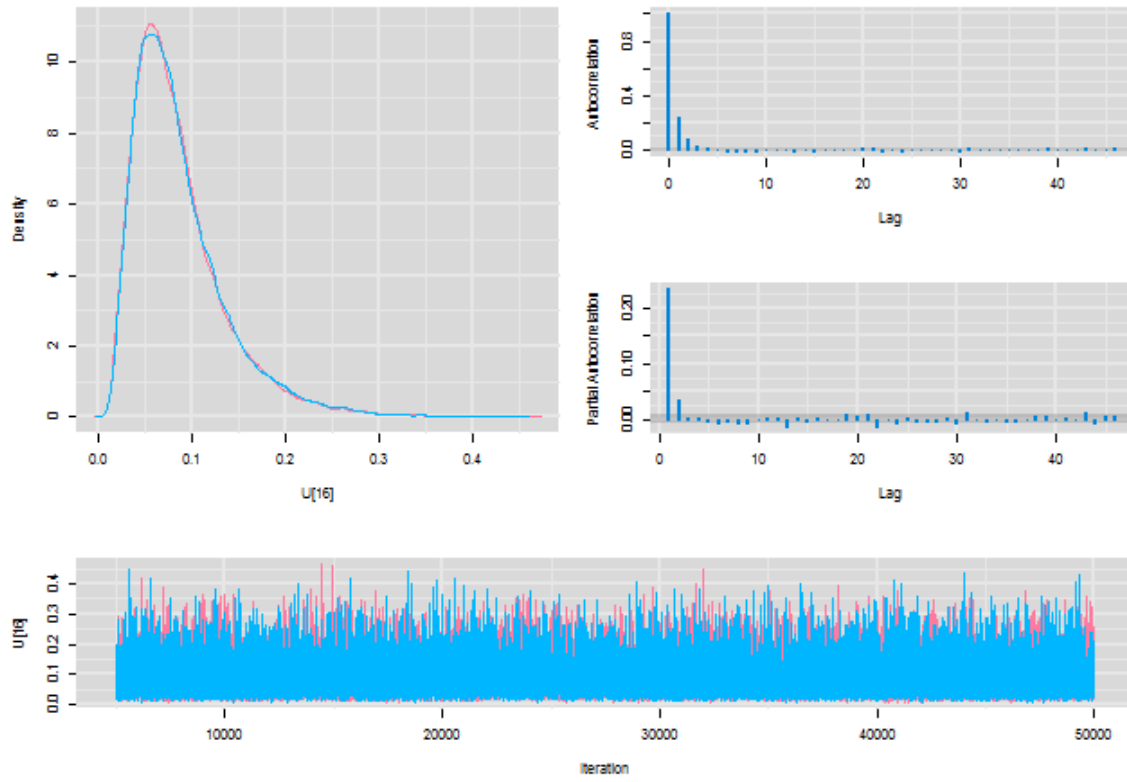 Density
0 2 4 6 8 10
0.0 0.1 0.2 0.3 0.4
U[16]
Autocorrelation
0.0 0.4 0.8
0 10 20 30 40
Lag
Partial Autocorrelation
0.00 0.10 0.20
0 10 20 30 40
Lag
U[16]
0.0 0.1 0.2 0.3 0.4
10000 20000 30000 40000 50000
Iteration